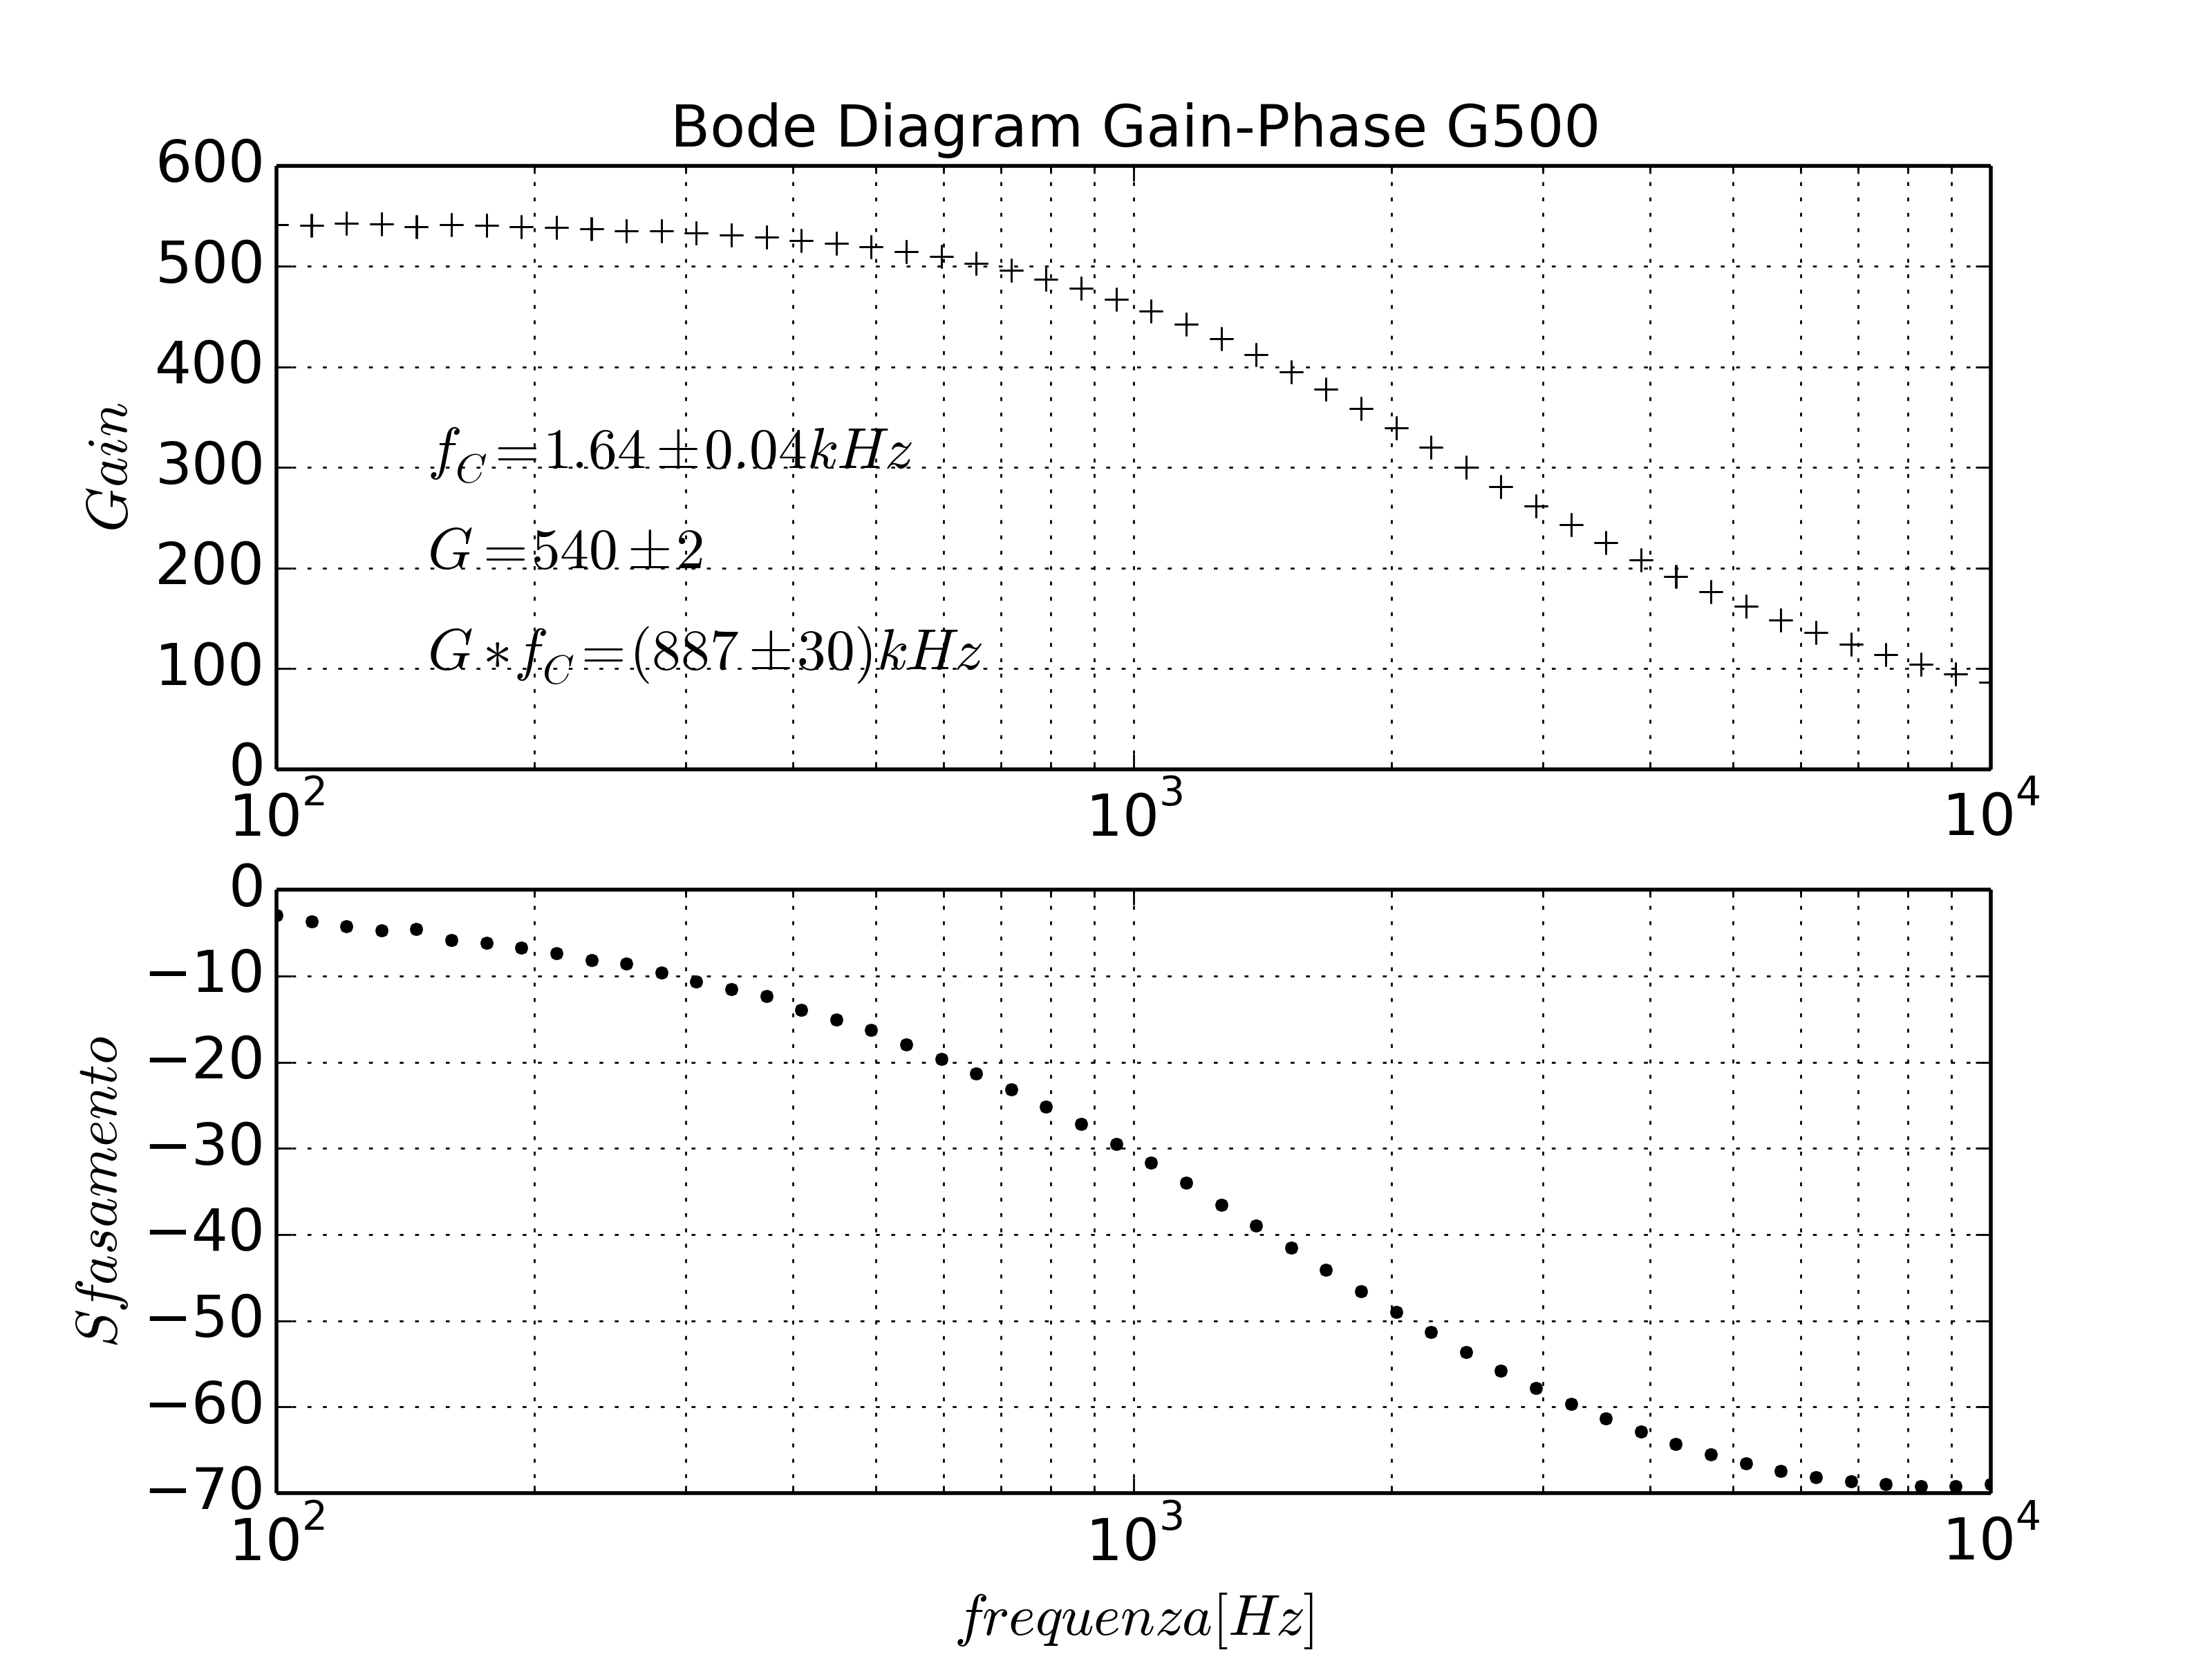 Bode Diagram Gain-Phase G500
600
500
400
300
200
100
0
Gain
f_C=1.64±0.04kHz
G=540±2
G*f_C=(887±30)kHz
10^2 10^3 10^4
0
−10
−20
−30
−40
−50
−60
−70
Sfasamento
10^2 10^3 10^4
frequenza[Hz]